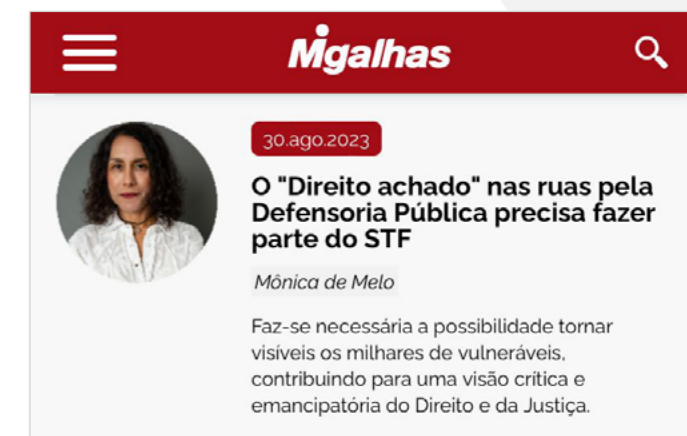 Migalhas
30.ago.2023
O "Direito achado" nas ruas pela
Defensoria Pública precisa fazer
parte do STF
Mônica de Melo
Faz-se necessária a possibilidade tornar
visíveis os milhares de vulneráveis,
contribuindo para uma visão crítica e
emancipatória do Direito e da Justiça.